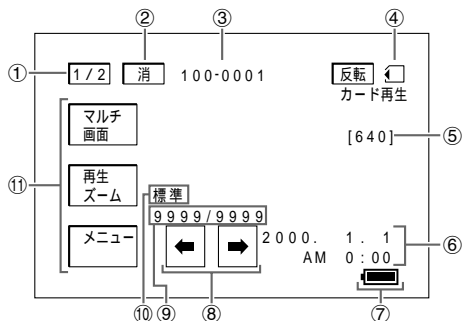 ② ③ ④
① 1/2 消 100-0001 反転
カード再生
マルチ
画面
[640] ⑤
⑪ 再生
ズーム
標準
9999/9999
メニュー
2000. 1. 1
AM 0:00 ⑥
⑩ ⑨ ⑧ ⑦